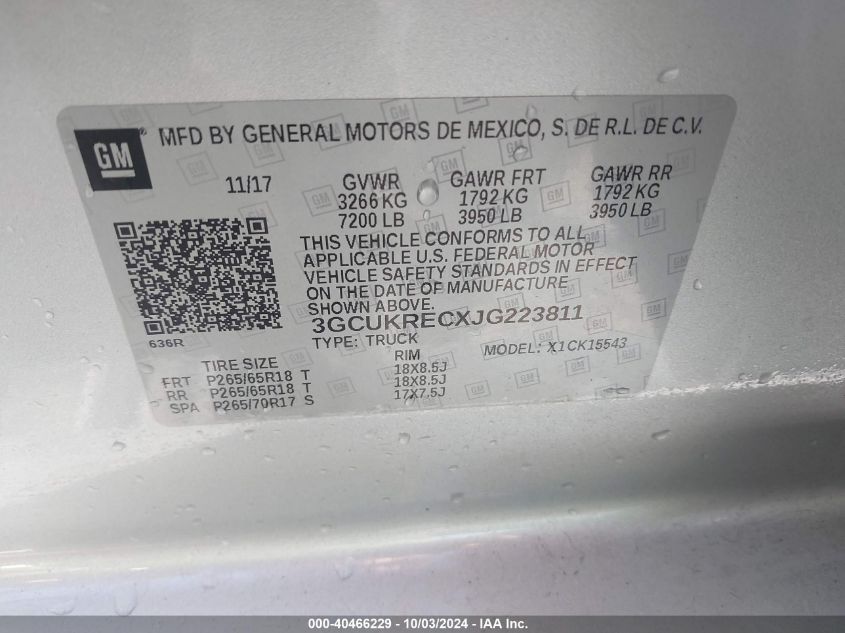 GM ® MFD BY GENERAL MOTORS DE MEXICO, S. DE R.L. DE C.V.
11/17 GVWR GAWR FRT GAWR RR
3266 KG 1792 KG 1792 KG
7200 LB 3950 LB 3950 LB
THIS VEHICLE CONFORMS TO ALL
APPLICABLE U.S. FEDERAL MOTOR
VEHICLE SAFETY STANDARDS IN EFFECT
ON THE DATE OF MANUFACTURE
SHOWN ABOVE.
3GCUKRECXJG223811
636R
TYPE: TRUCK MODEL: X1 CK15543
TIRE SIZE RIM
FRT P265/65R18 T 18X8.5J
RR P265/65R18 T 18X8.5J
SPA P265/70R17 S 17X7.5J
000-40466229 - 10/03/2024 - IAA Inc.